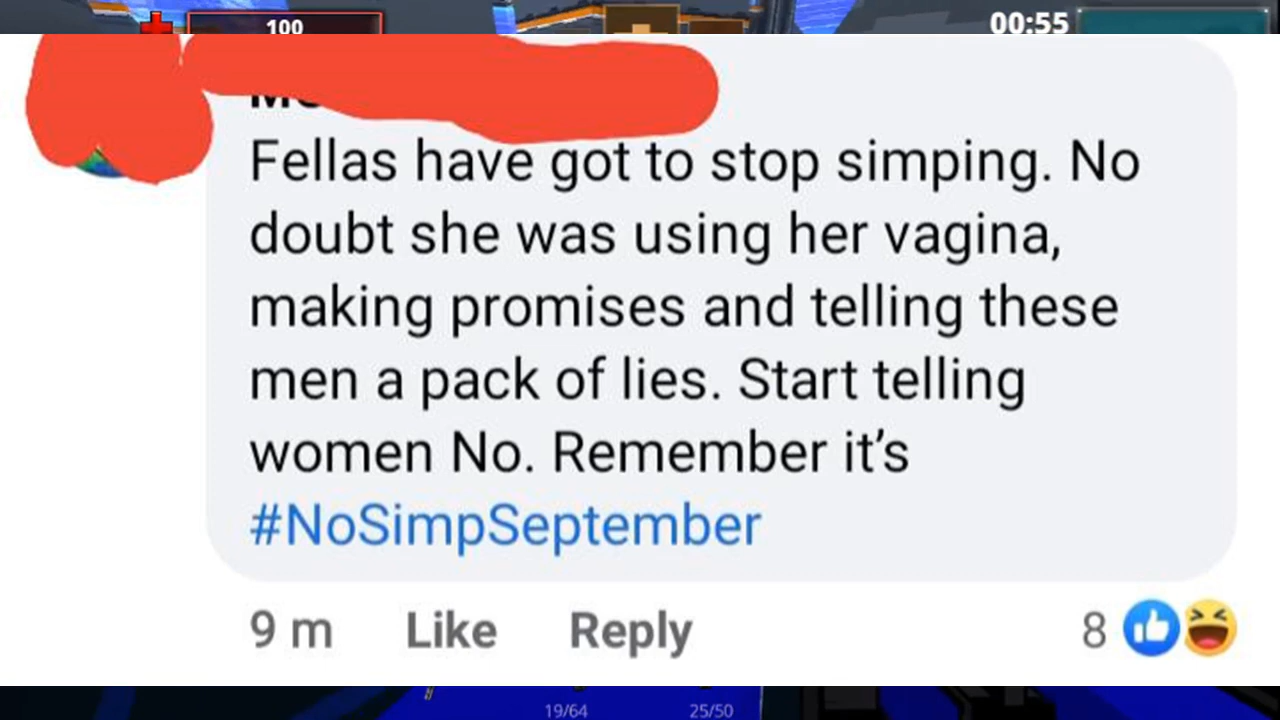 100
00:55
Fellas have got to stop simping. No
doubt she was using her vagina,
making promises and telling these
men a pack of lies. Start telling
women No. Remember it's
#NoSimpSeptember
9 m Like Reply 8
19/64 25/50